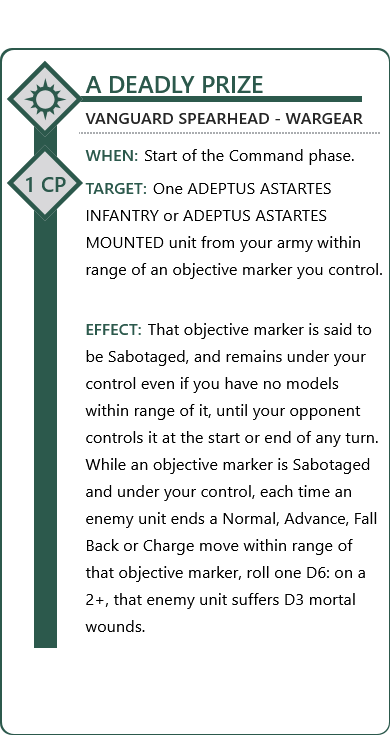 A DEADLY PRIZE
VANGUARD SPEARHEAD - WARGEAR
WHEN: Start of the Command phase.
1 CP
TARGET: One ADEPTUS ASTARTES
INFANTRY or ADEPTUS ASTARTES
MOUNTED unit from your army within
range of an objective marker you control.
EFFECT: That objective marker is said to
be Sabotaged, and remains under your
control even if you have no models
within range of it, until your opponent
controls it at the start or end of any turn.
While an objective marker is Sabotaged
and under your control, each time an
enemy unit ends a Normal, Advance, Fall
Back or Charge move within range of
that objective marker, roll one D6: on a
2+, that enemy unit suffers D3 mortal
wounds.